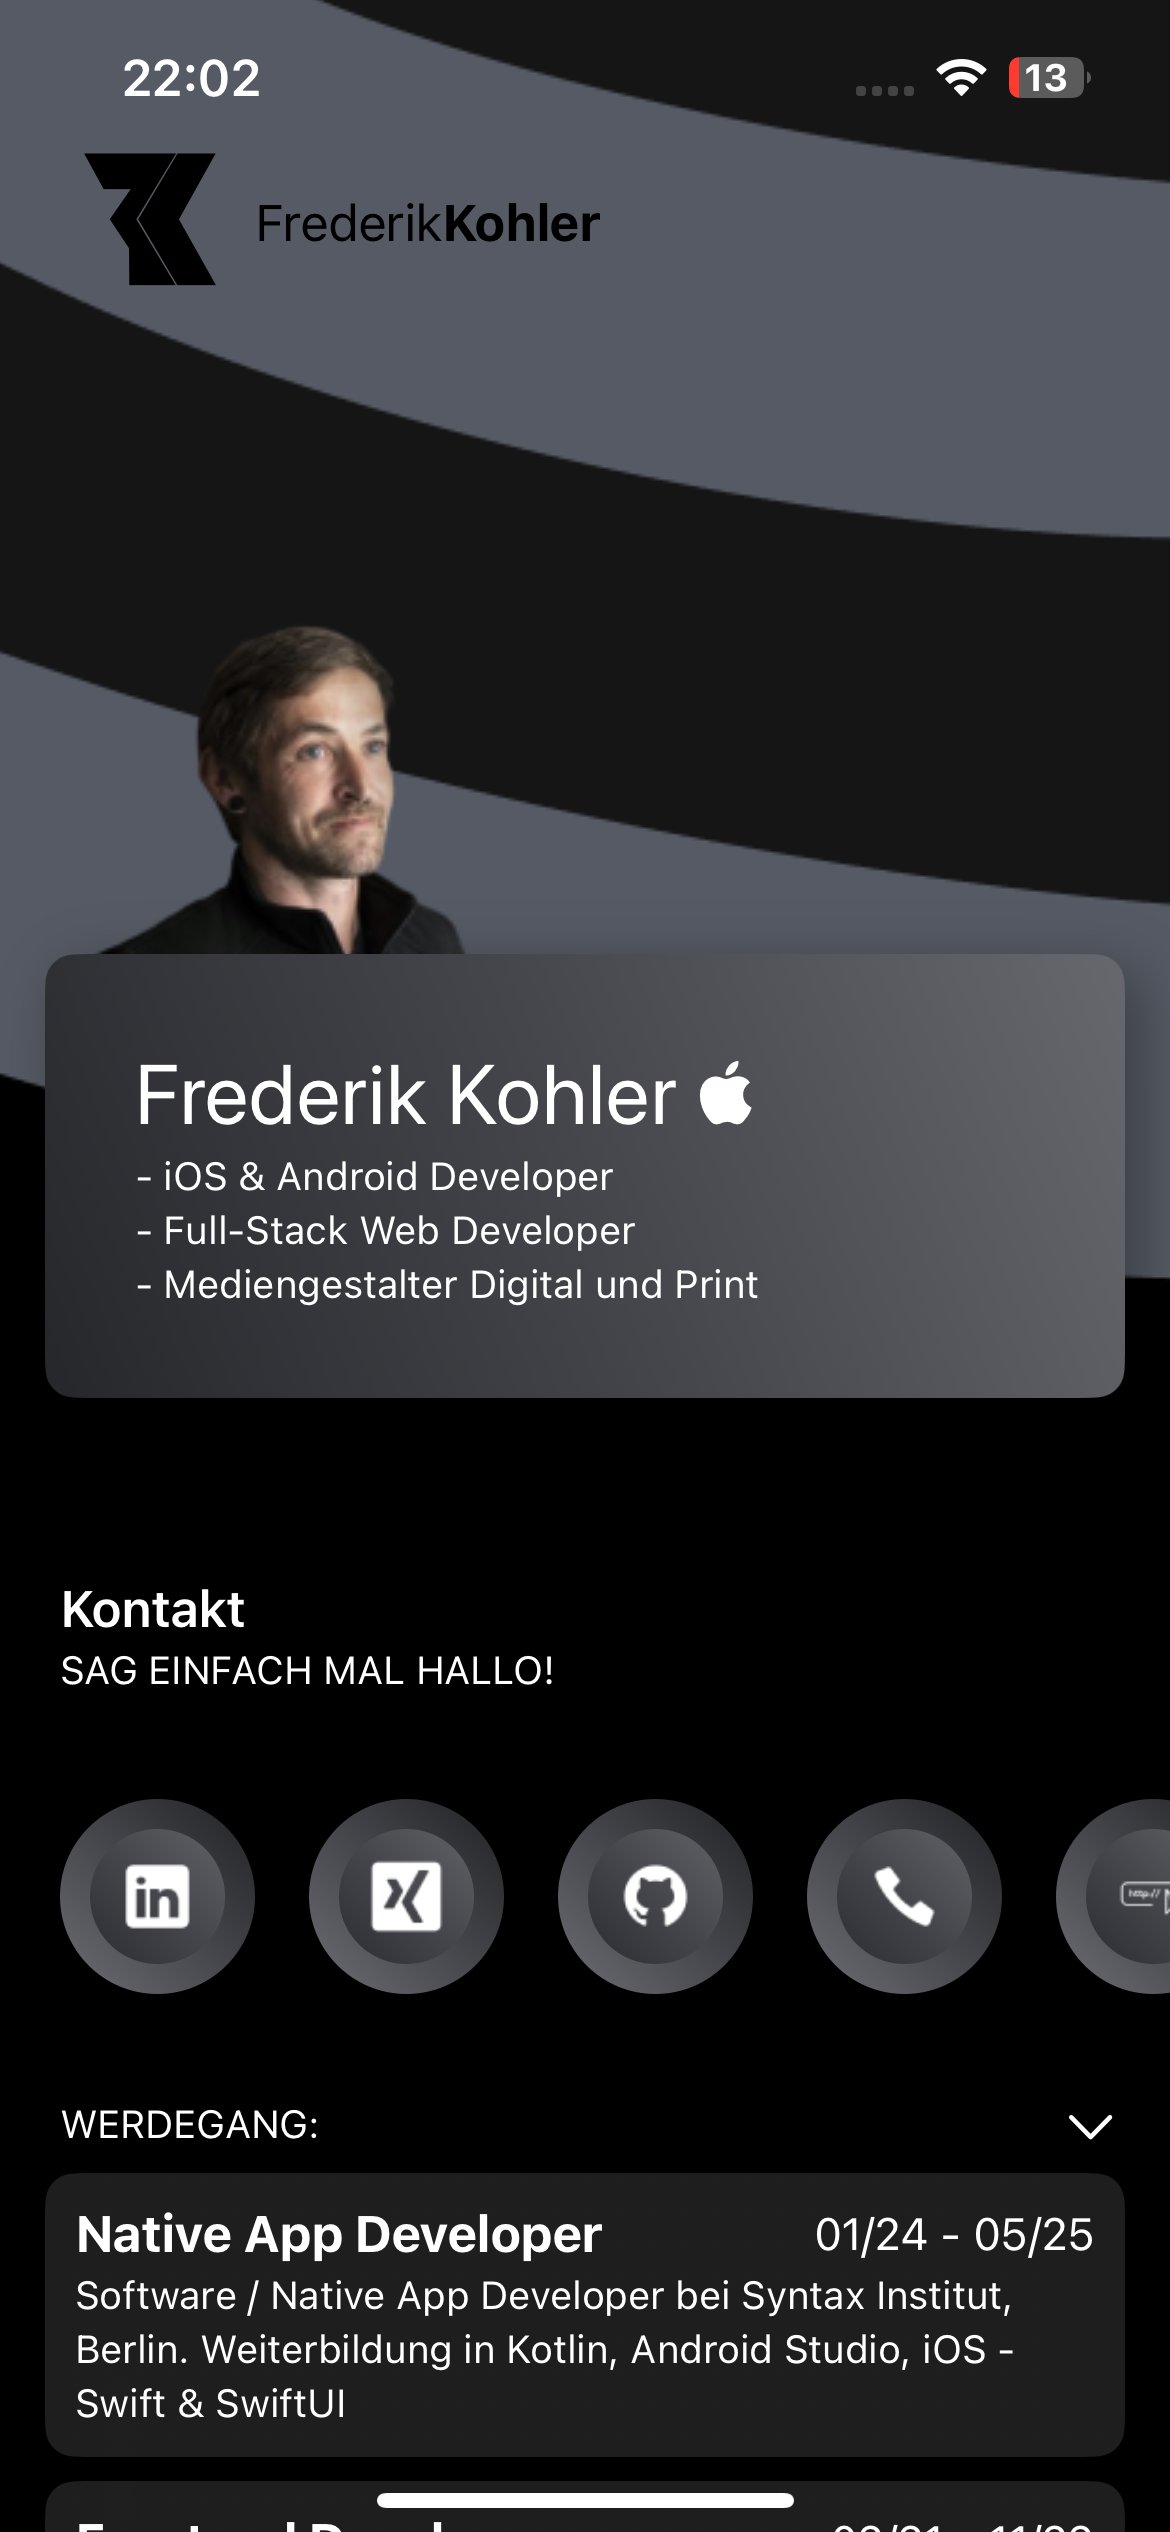 22:02
13
FrederikKohler
Frederik Kohler
- iOS & Android Developer
- Full-Stack Web Developer
- Mediengestalter Digital und Print
Kontakt
SAG EINFACH MAL HALLO!
in
http://
WERDEGANG:
Native App Developer 01/24 - 05/25
Software / Native App Developer bei Syntax Institut,
Berlin. Weiterbildung in Kotlin, Android Studio, iOS -
Swift & SwiftUI